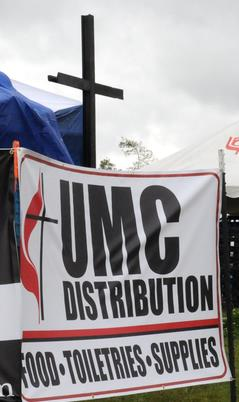 UMC
DISTRIBUTION
FOOD • TOILETRIES • SUPPLIES